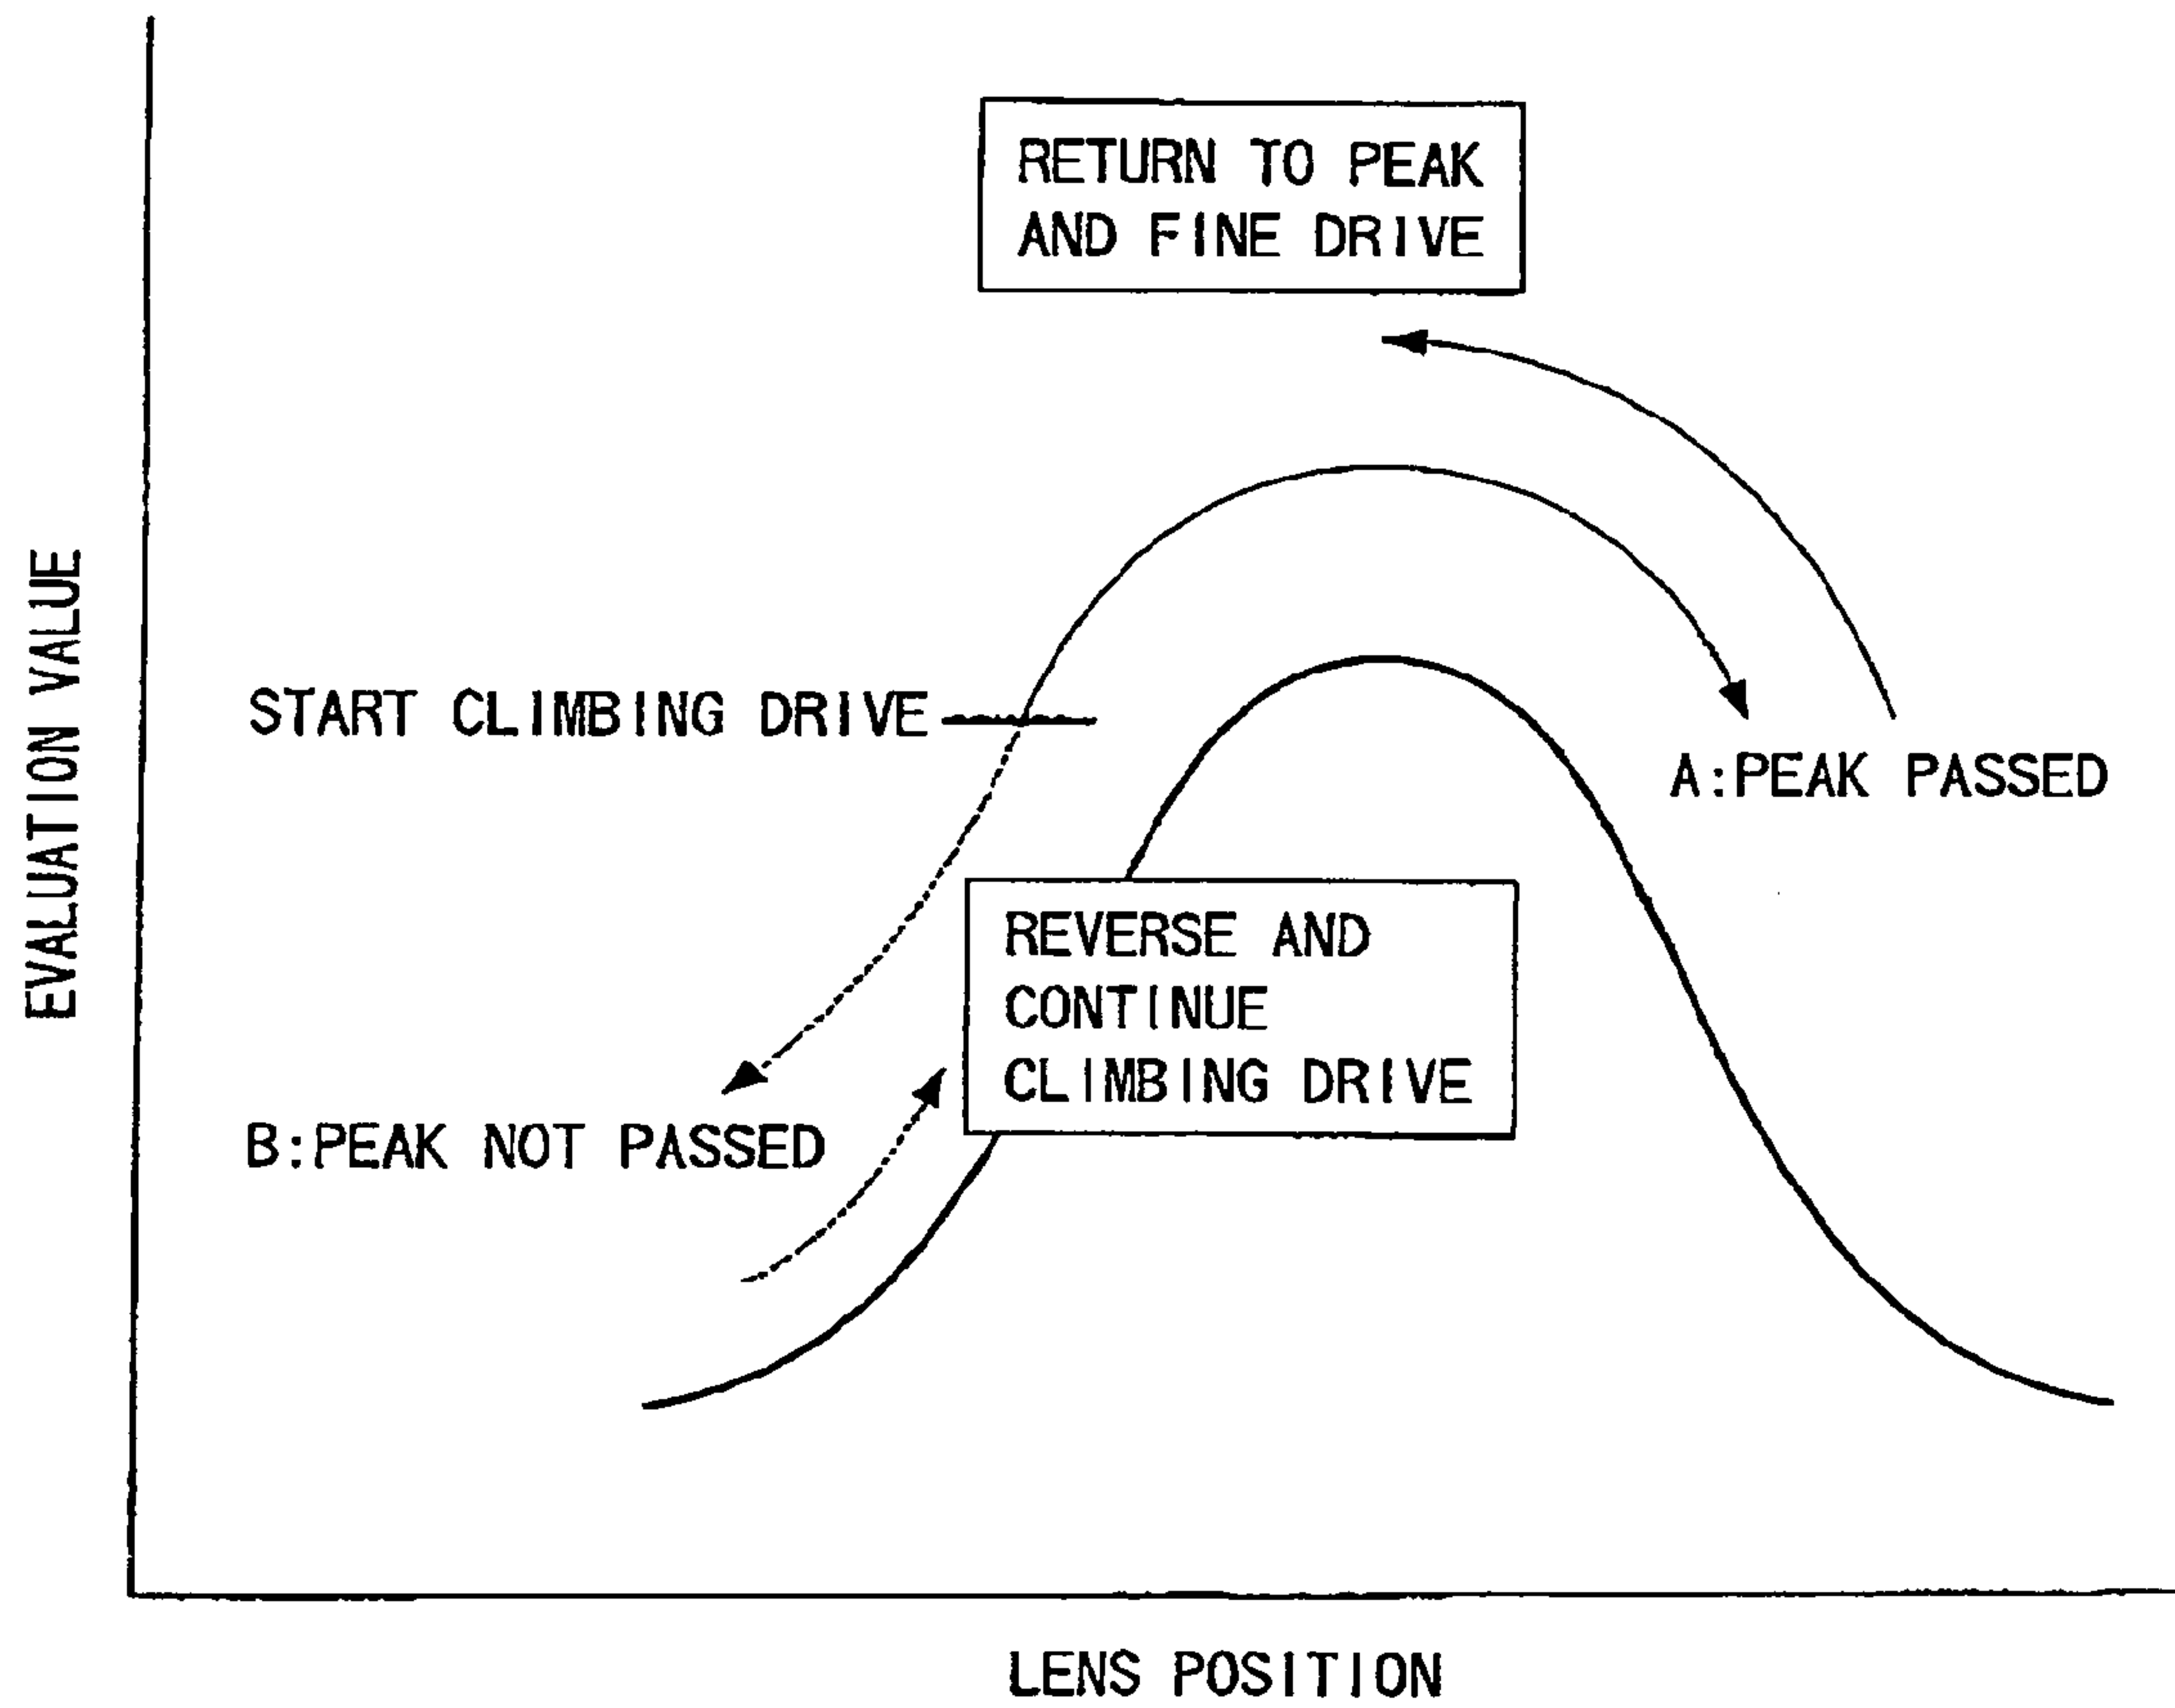 RETURN TO PEAK
AND FINE DRIVE
START CLIMBING DRIVE
A:PEAK PASSED
REVERSE AND
CONTINUE
CLIMBING DRIVE
B:PEAK NOT PASSED
EVALUATION VALUE
LENS POSITION